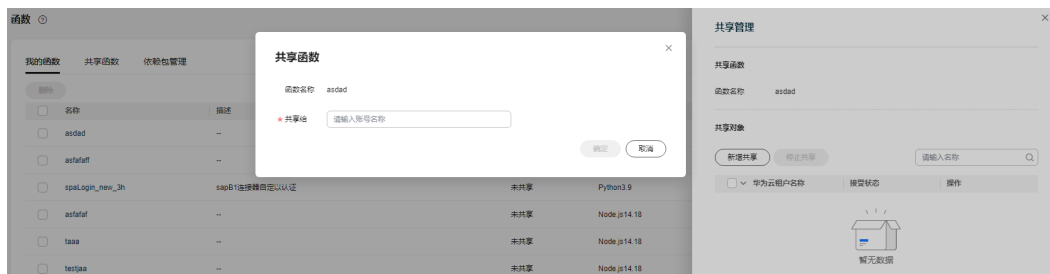 函数
我的函数 共享函数 依赖包管理
删除
名称 描述
asdad --
asfafaff --
spaLogin_new_3h sapB1连接器自定义认证 未共享 Python3.9
asfafaf -- 未共享 Node.js14.18
taaa -- 未共享 Node.js14.18
testjaa -- 未共享 Node.js14.18
共享函数
函数名称 asdad
* 共享给 请输入账号名称
确定 取消
共享管理
共享函数
函数名称 asdad
共享对象
新增共享 停止共享 请输入名称
华为云租户名称 接受状态 操作
暂无数据